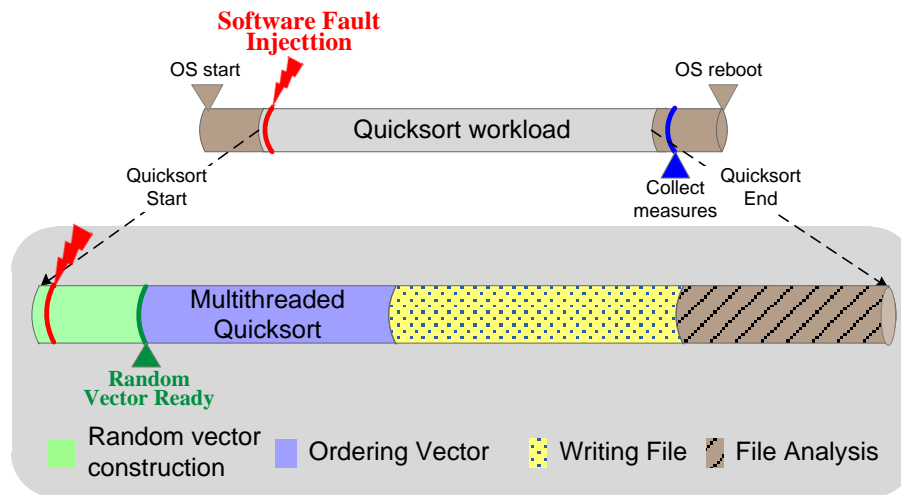 Software Fault
Injecttion
OS start
OS reboot
Quicksort workload
Quicksort
Start
Collect
measures
Quicksort
End
Multithreaded
Quicksort
Random
Vector Ready
Random vector
construction
Ordering Vector
Writing File
File Analysis